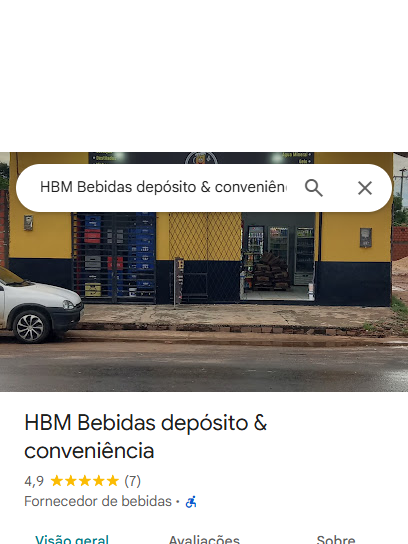 HBM Bebidas depósito & conveniên
HBM Bebidas depósito &
conveniência
4,9 (7)
Fornecedor de bebidas ·
Visão geral Avaliações Sobre